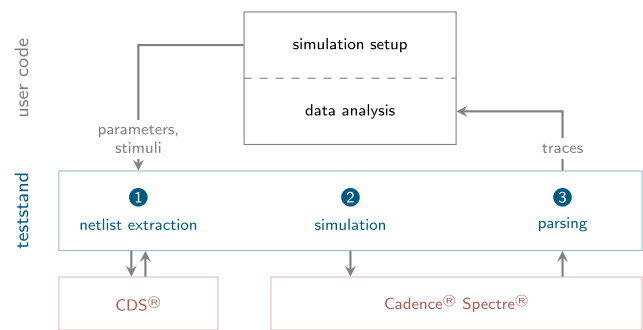 user code
simulation setup
data analysis
parameters,
stimuli
traces
teststand
1
2
3
netlist extraction
simulation
parsing
CDS®
Cadence® Spectre®